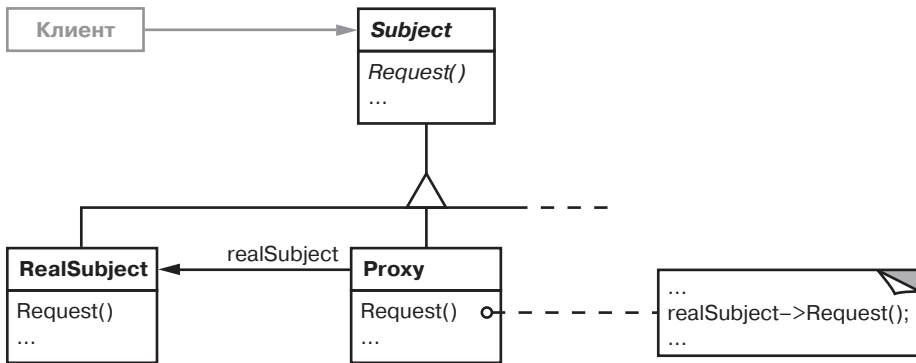 Клиент
Subject
Request()
...
RealSubject
Request()
...
realSubject
Proxy
Request()
...
...
realSubject–>Request();
...